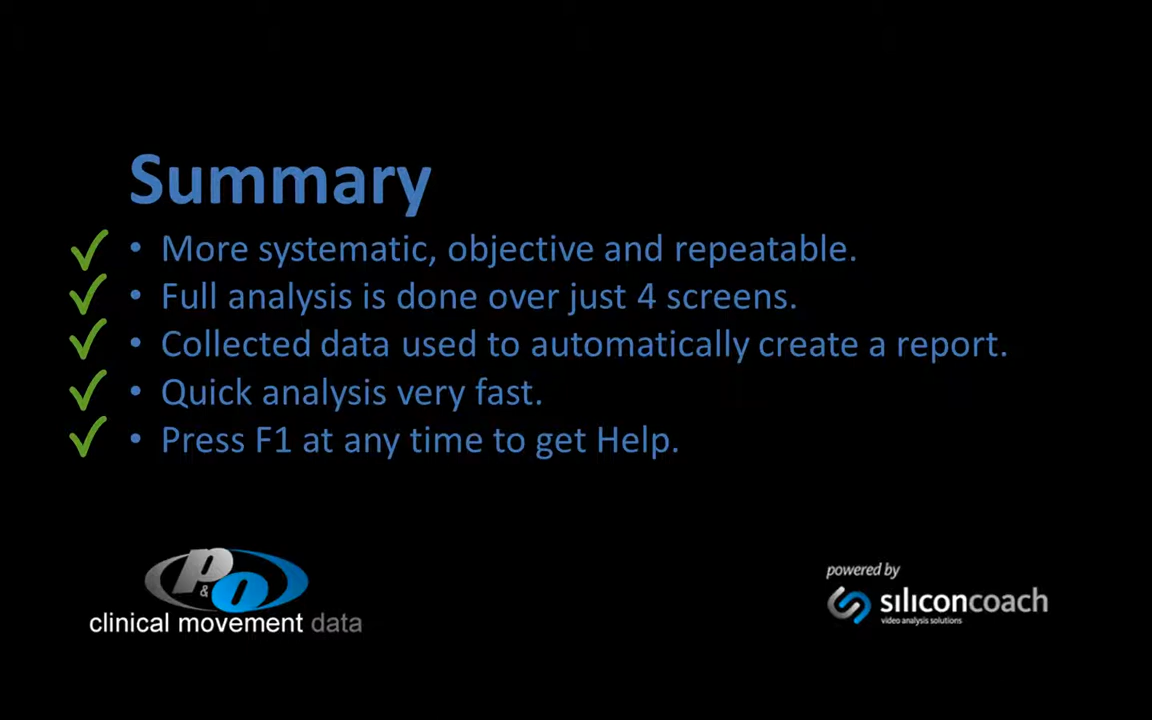 Summary
• More systematic, objective and repeatable.
• Full analysis is done over just 4 screens.
• Collected data used to automatically create a report.
• Quick analysis very fast.
• Press F1 at any time to get Help.
p&o
clinical movement data
powered by
siliconcoach
video analysis solutions